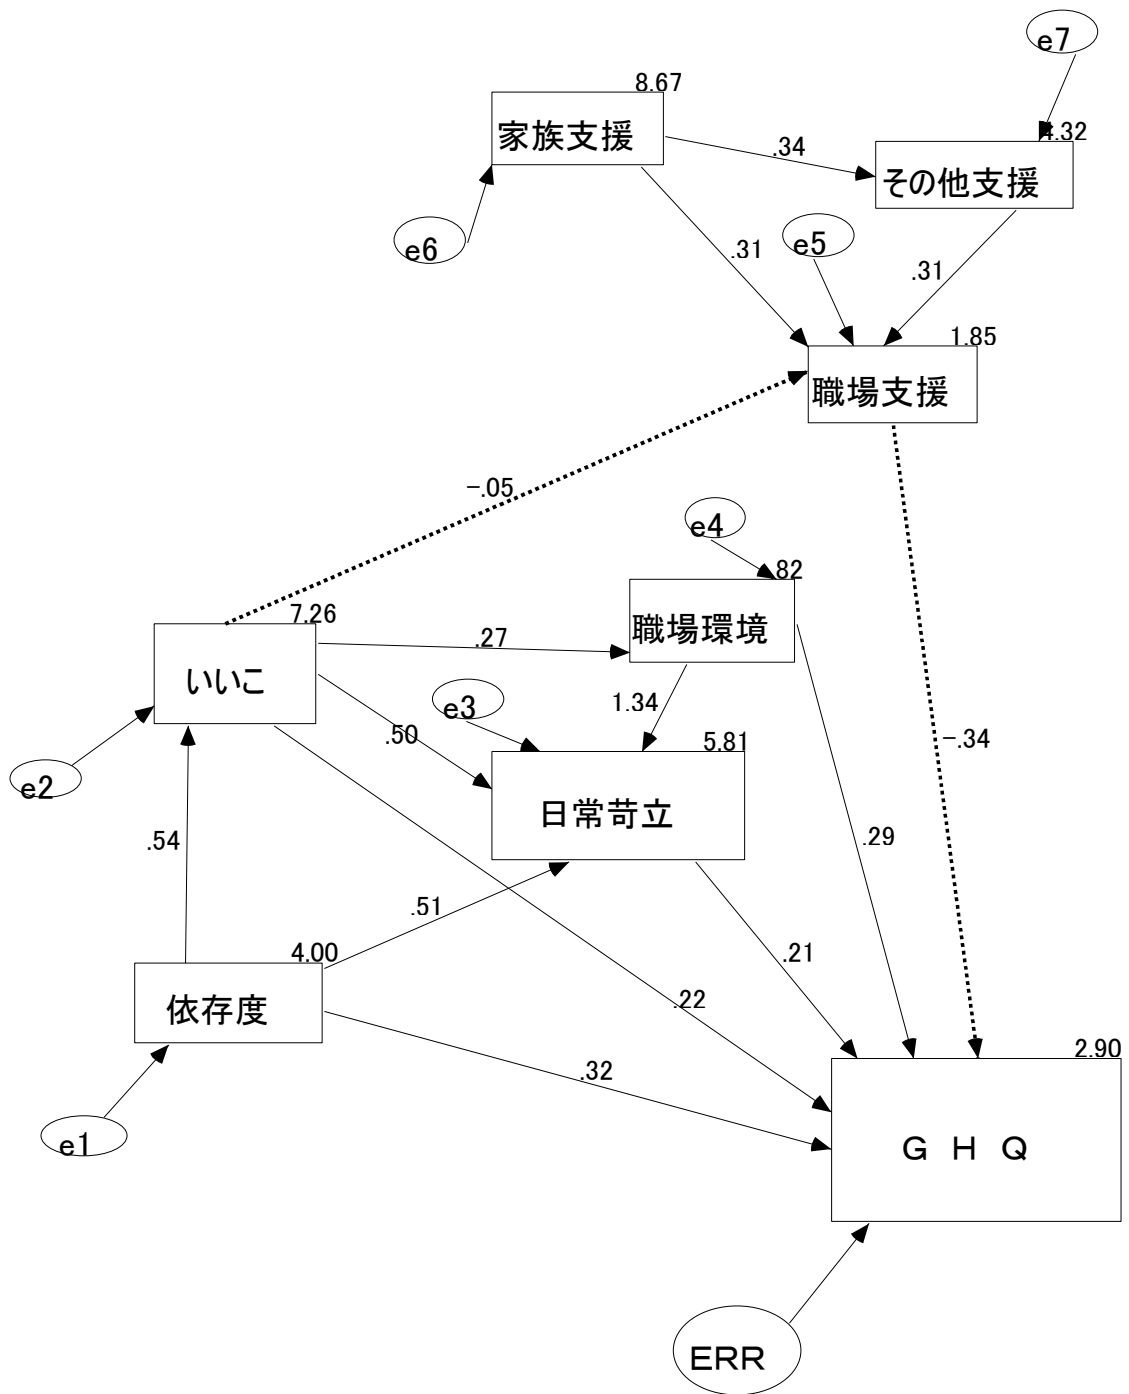 e7
8.67
家族支援
.34
4.32
その他支援
e6
.31
e5
.31
1.85
職場支援
-.05
e4
.82
職場環境
7.26
いいこ
.27
e3
1.34
.50
5.81
日常苛立
e2
.54
-.34
.29
.51
.21
4.00
依存度
.22
.32
2.90
ＧＨＱ
e1
ERR